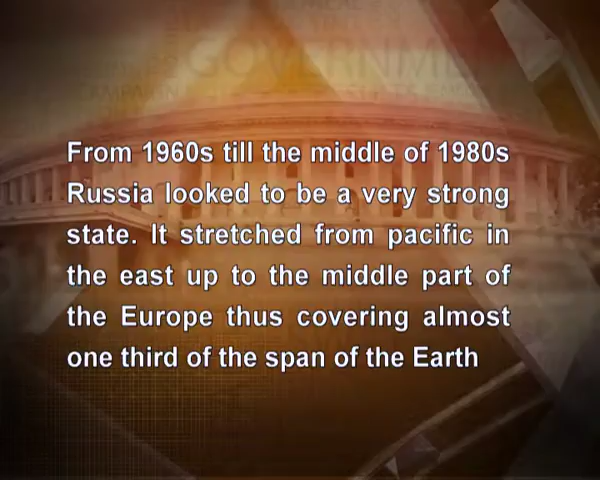 GOVERNMENT
From 1960s till the middle of 1980s
Russia looked to be a very strong
state. It stretched from pacific in
the east up to the middle part of
the Europe thus covering almost
one third of the span of the Earth